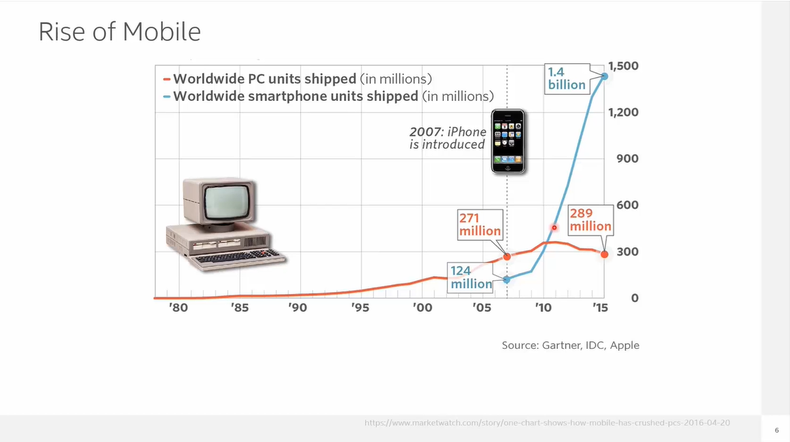 Rise of Mobile
Worldwide PC units shipped (in millions)
Worldwide smartphone units shipped (in millions)
1.4
billion
1,500
1,200
2007: iPhone
is introduced
900
600
271
million
289
million
300
124
million
0
'80 '85 '90 '95 '00 '05 '10 '15
Source: Gartner, IDC, Apple
https://www.marketwatch.com/story/one-chart-shows-how-mobile-has-crushed-pcs-2016-04-20
6